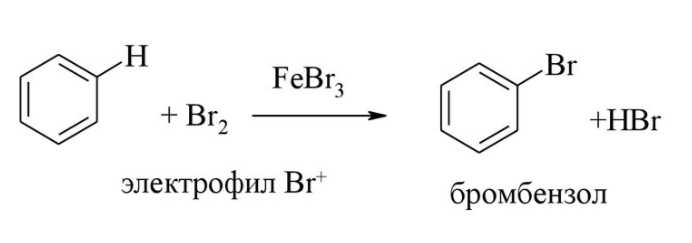 H
FeBr₃
Br
+ Br₂
+HBr
электрофил Br⁺
бромбензол